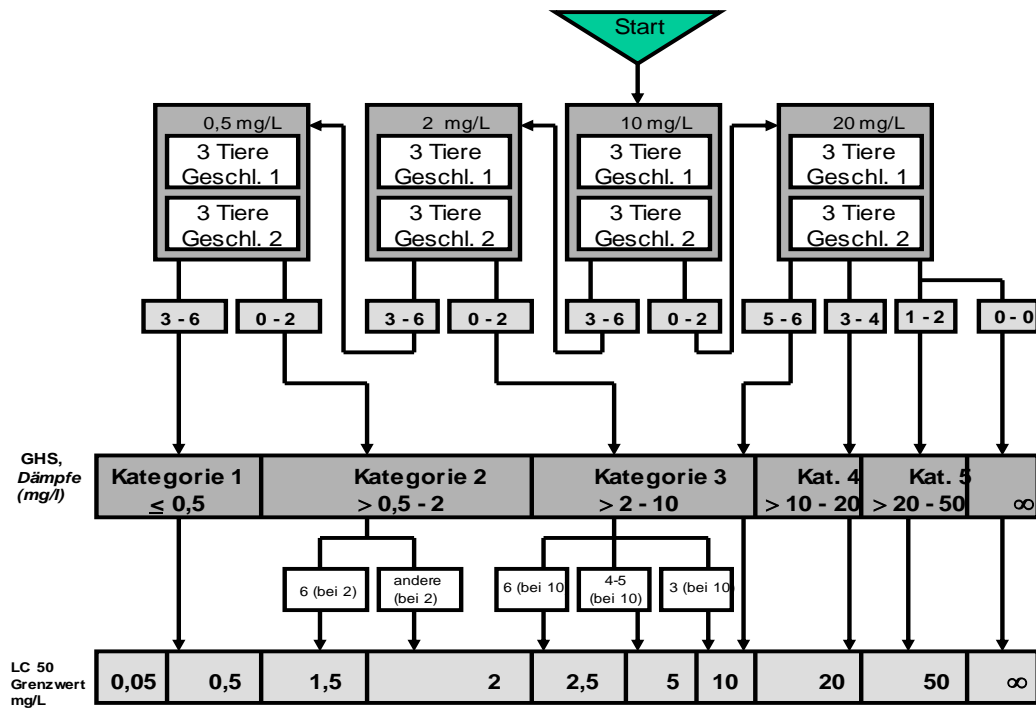 Start
0,5 mg/L
3 Tiere
Geschl. 1
3 Tiere
Geschl. 2
2 mg/L
3 Tiere
Geschl. 1
3 Tiere
Geschl. 2
10 mg/L
3 Tiere
Geschl. 1
3 Tiere
Geschl. 2
20 mg/L
3 Tiere
Geschl. 1
3 Tiere
Geschl. 2
3 - 6
0 - 2
3 - 6
0 - 2
3 - 6
0 - 2
5 - 6
3 - 4
1 - 2
0 - 0
GHS,
Dämpfe
(mg/l)
Kategorie 1
≤ 0,5
Kategorie 2
> 0,5 - 2
Kategorie 3
> 2 - 10
Kat. 4
> 10 - 20
Kat. 5
> 20 - 50
∞
6 (bei 2)
andere
(bei 2)
6 (bei 10)
4-5
(bei 10)
3 (bei 10)
LC 50
Grenzwert
mg/L
0,05
0,5
1,5
2
2,5
5
10
20
50
∞